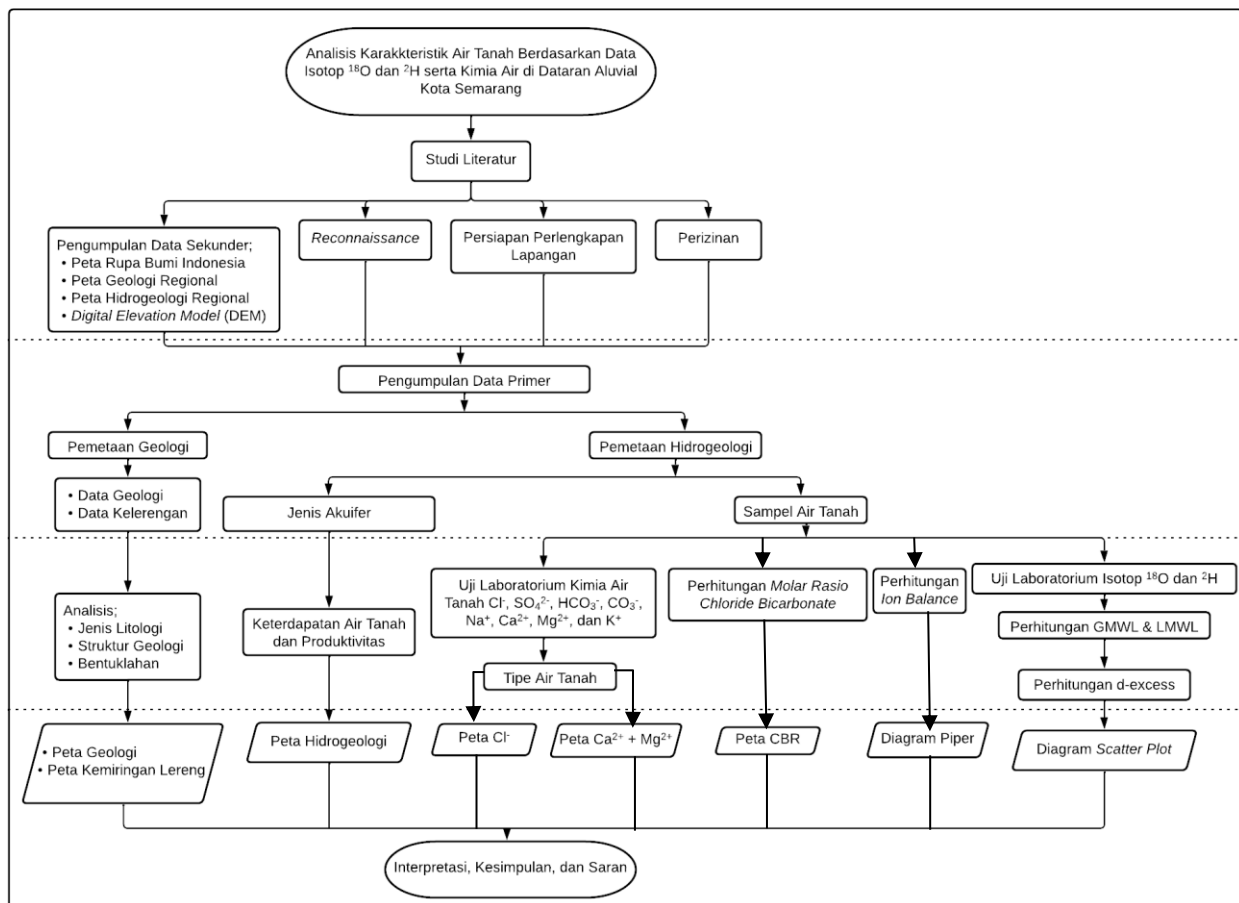 Analisis Karakkteristik Air Tanah Berdasarkan Data
Isotop ¹⁸O dan ²H serta Kimia Air di Dataran Aluvial
Kota Semarang
Studi Literatur
Pengumpulan Data Sekunder;
• Peta Rupa Bumi Indonesia
• Peta Geologi Regional
• Peta Hidrogeologi Regional
• Digital Elevation Model (DEM)
Reconnaissance
Persiapan Perlengkapan
Lapangan
Perizinan
Pengumpulan Data Primer
Pemetaan Geologi
Pemetaan Hidrogeologi
• Data Geologi
• Data Kelerengan
Jenis Akuifer
Sampel Air Tanah
Analisis;
• Jenis Litologi
• Struktur Geologi
• Bentuklahan
Keterdapatan Air Tanah
dan Produktivitas
Uji Laboratorium Kimia Air
Tanah Cl⁻, SO₄²⁻, HCO₃⁻, CO₃⁻,
Na⁺, Ca²⁺, Mg²⁺, dan K⁺
Tipe Air Tanah
Perhitungan Molar Rasio
Chloride Bicarbonate
Perhitungan
Ion Balance
Uji Laboratorium Isotop ¹⁸O dan ²H
Perhitungan GMWL & LMWL
Perhitungan d-excess
• Peta Geologi
• Peta Kemiringan Lereng
Peta Hidrogeologi
Peta Cl⁻
Peta Ca²⁺ + Mg²⁺
Peta CBR
Diagram Piper
Diagram Scatter Plot
Interpretasi, Kesimpulan, dan Saran